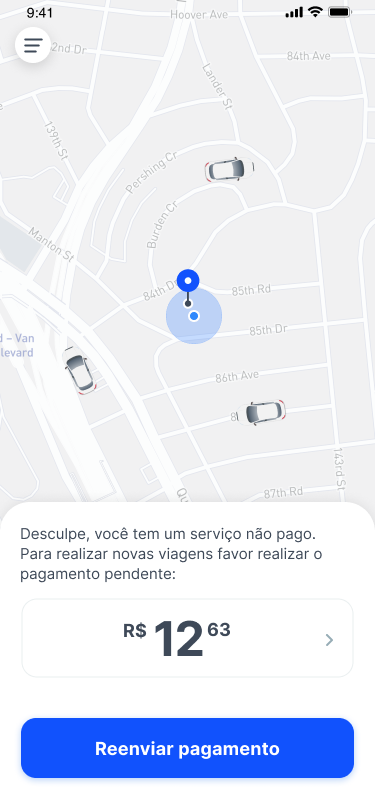 9:41
Hoover Ave
2nd Dr
84th Ave
Lander St
139th St
Pershing Cr
Burden Cr
Manton St
84th Dr
85th Rd
85th Dr
d – Van
levard
86th Ave
143rd St
87th Rd
Desculpe, você tem um serviço não pago.
Para realizar novas viagens favor realizar o
pagamento pendente:
R$ 12 63
Reenviar pagamento